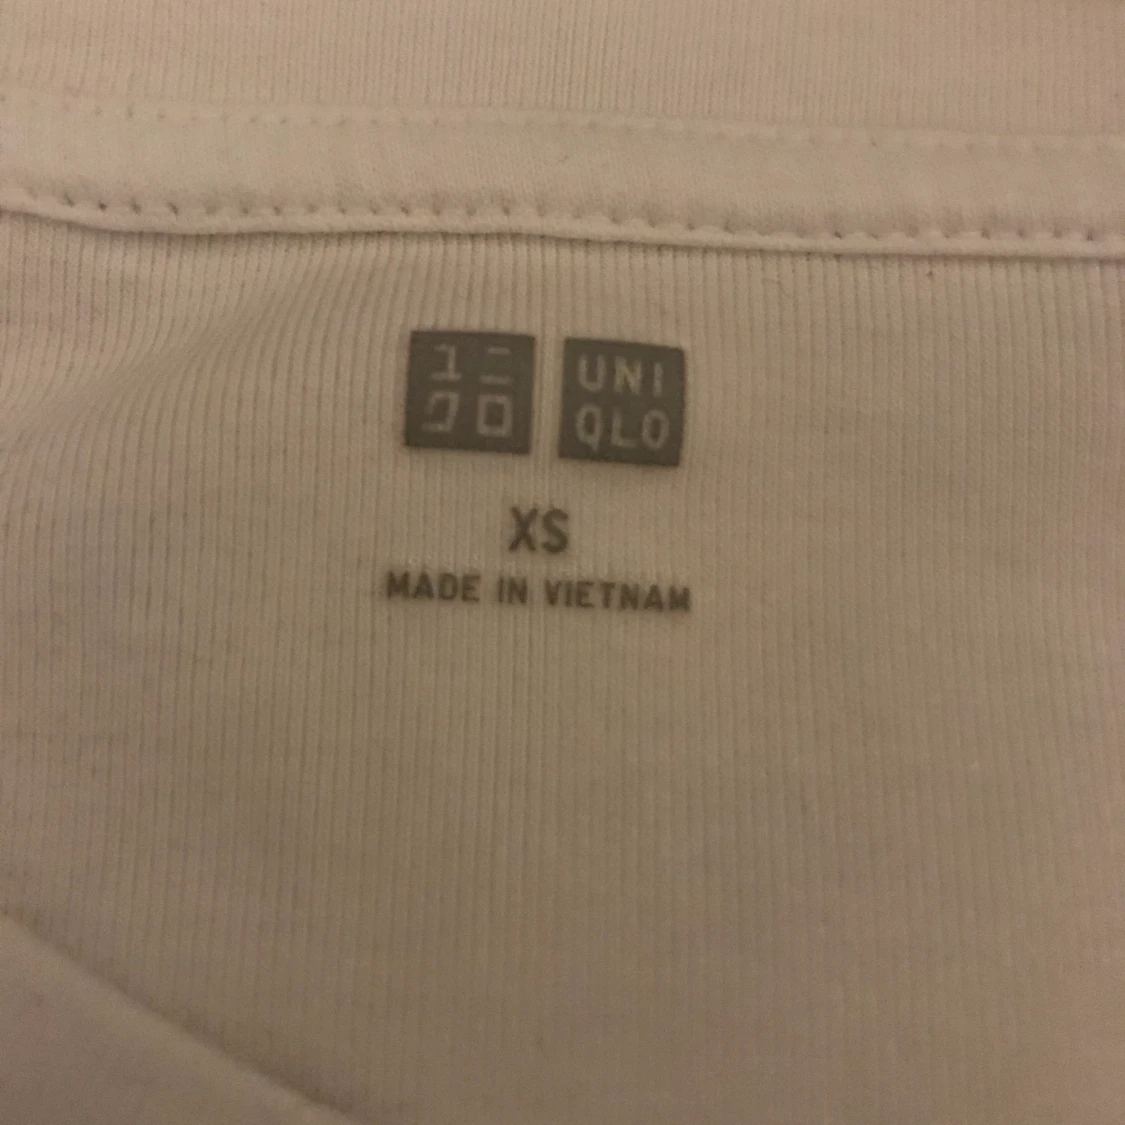 ユニ
クロ
UNI
QLO
XS
MADE IN VIETNAM